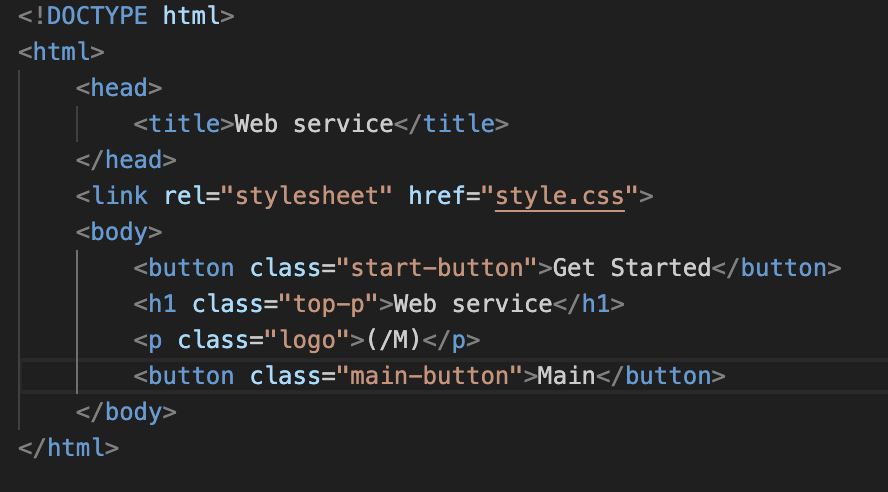 <!DOCTYPE html>
<html>
    <head>
        <title>Web service</title>
    </head>
    <link rel="stylesheet" href="style.css">
    <body>
        <button class="start-button">Get Started</button>
        <h1 class="top-p">Web service</h1>
        <p class="logo">(/M)</p>
        <button class="main-button">Main</button>
    </body>
</html>